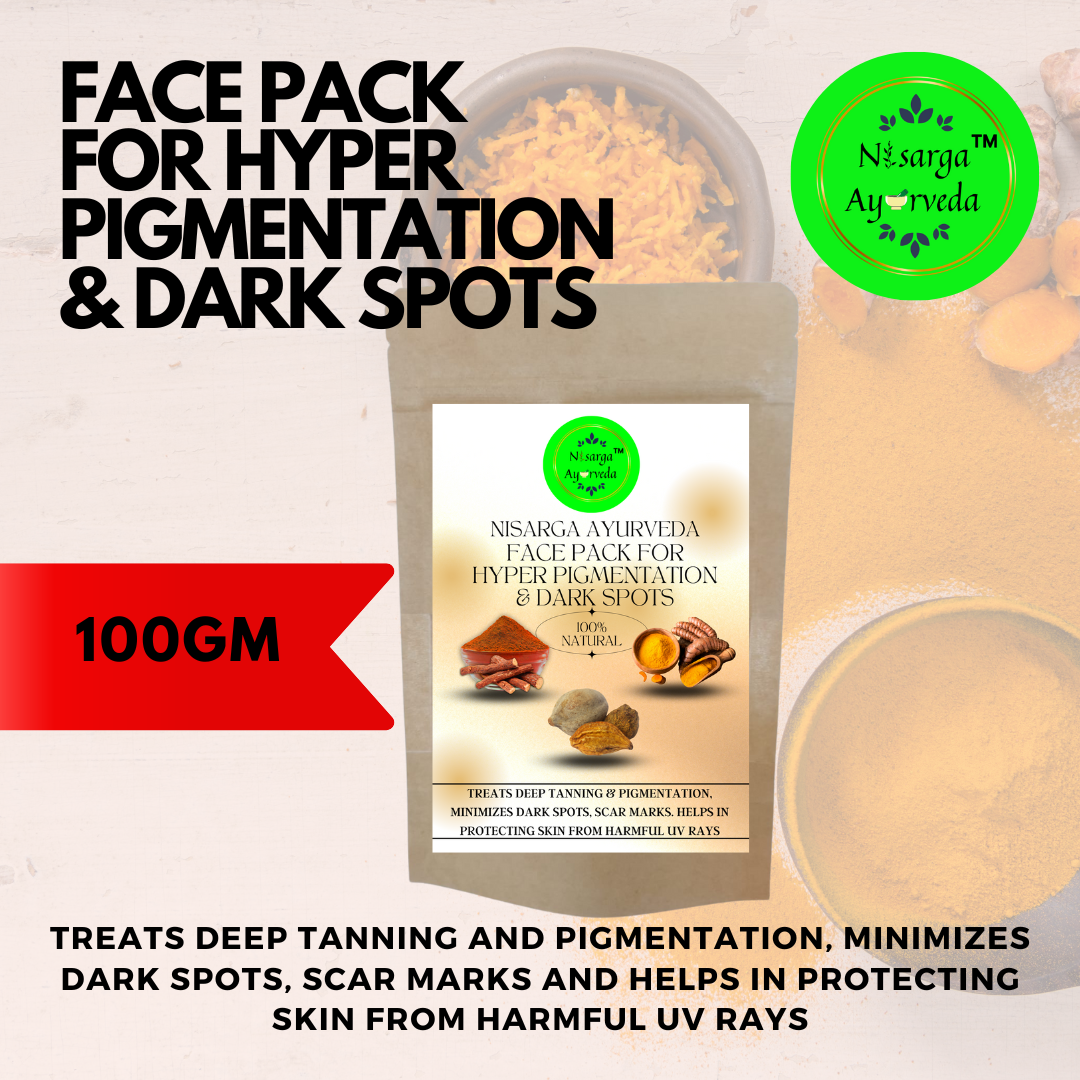 FACE PACK
FOR HYPER
PIGMENTATION
& DARK SPOTS
Nisarga™
Ayurveda
Nisarga™
Ayurveda
NISARGA AYURVEDA
FACE PACK FOR
HYPER PIGMENTATION
& DARK SPOTS
100%
NATURAL
100GM
TREATS DEEP TANNING & PIGMENTATION,
MINIMIZES DARK SPOTS, SCAR MARKS. HELPS IN
PROTECTING SKIN FROM HARMFUL UV RAYS
TREATS DEEP TANNING AND PIGMENTATION, MINIMIZES
DARK SPOTS, SCAR MARKS AND HELPS IN PROTECTING
SKIN FROM HARMFUL UV RAYS